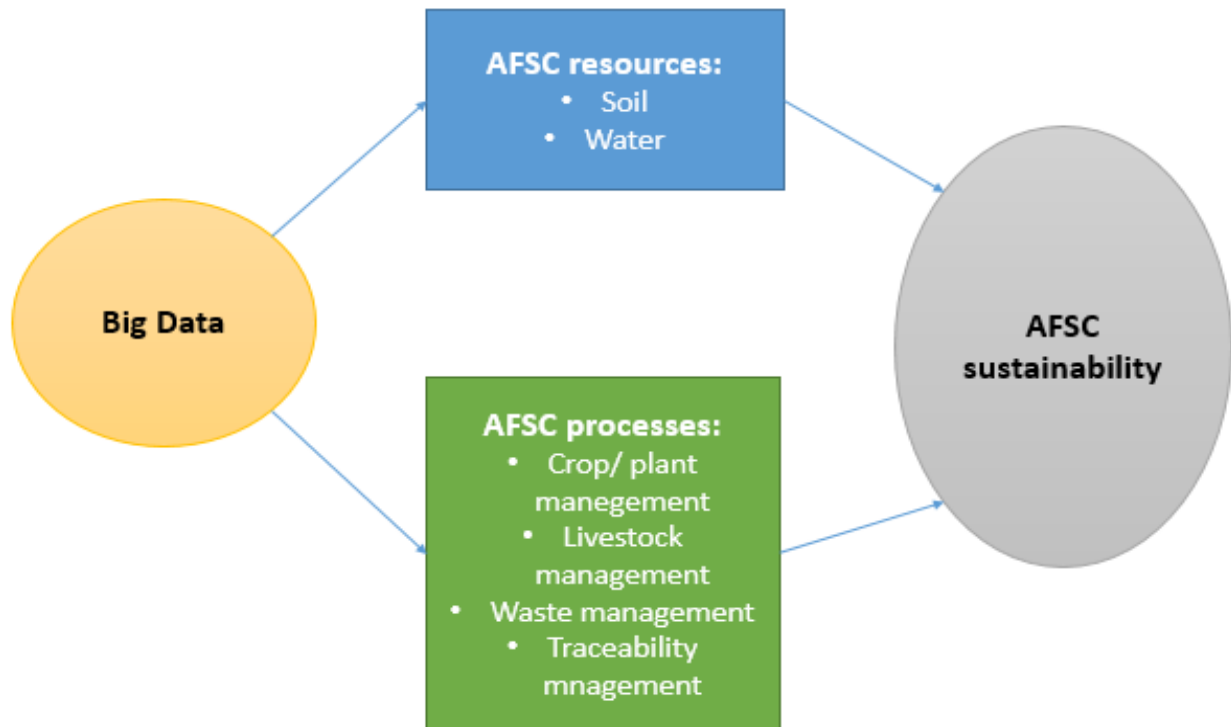 AFSC resources:
• Soil
• Water
Big Data
AFSC
sustainability
AFSC processes:
• Crop/ plant
manegement
• Livestock
management
• Waste management
• Traceability
mnagement